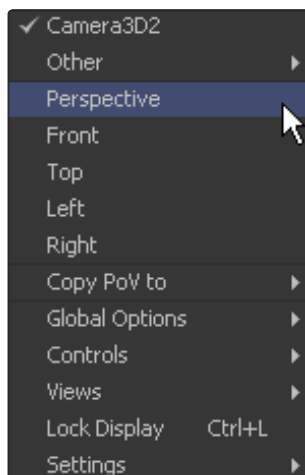 Camera3D2
Other
Perspective
Front
Top
Left
Right
Copy PoV to
Global Options
Controls
Views
Lock Display Ctrl+L
Settings